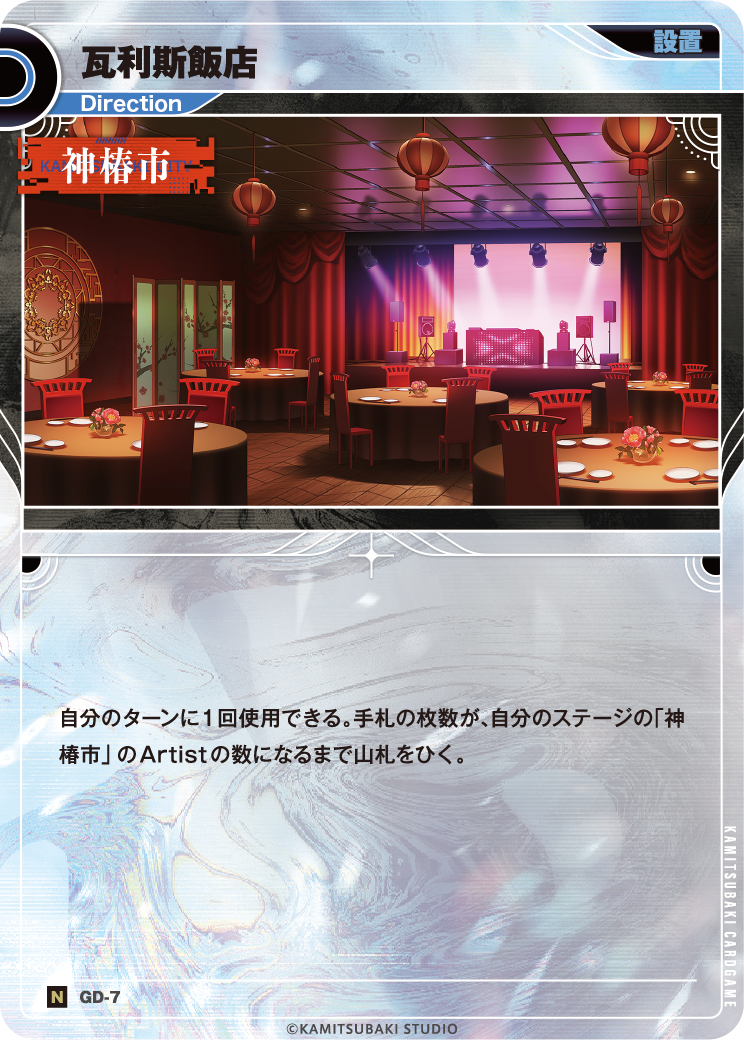 設置
瓦利斯飯店
Direction
ORIGIN
神椿市
自分のターンに1回使用できる。手札の枚数が、自分のステージの「神
椿市」のArtistの数になるまで山札をひく。
KAMITSUBAKI CARDGAME
N GD-7
©KAMITSUBAKI STUDIO